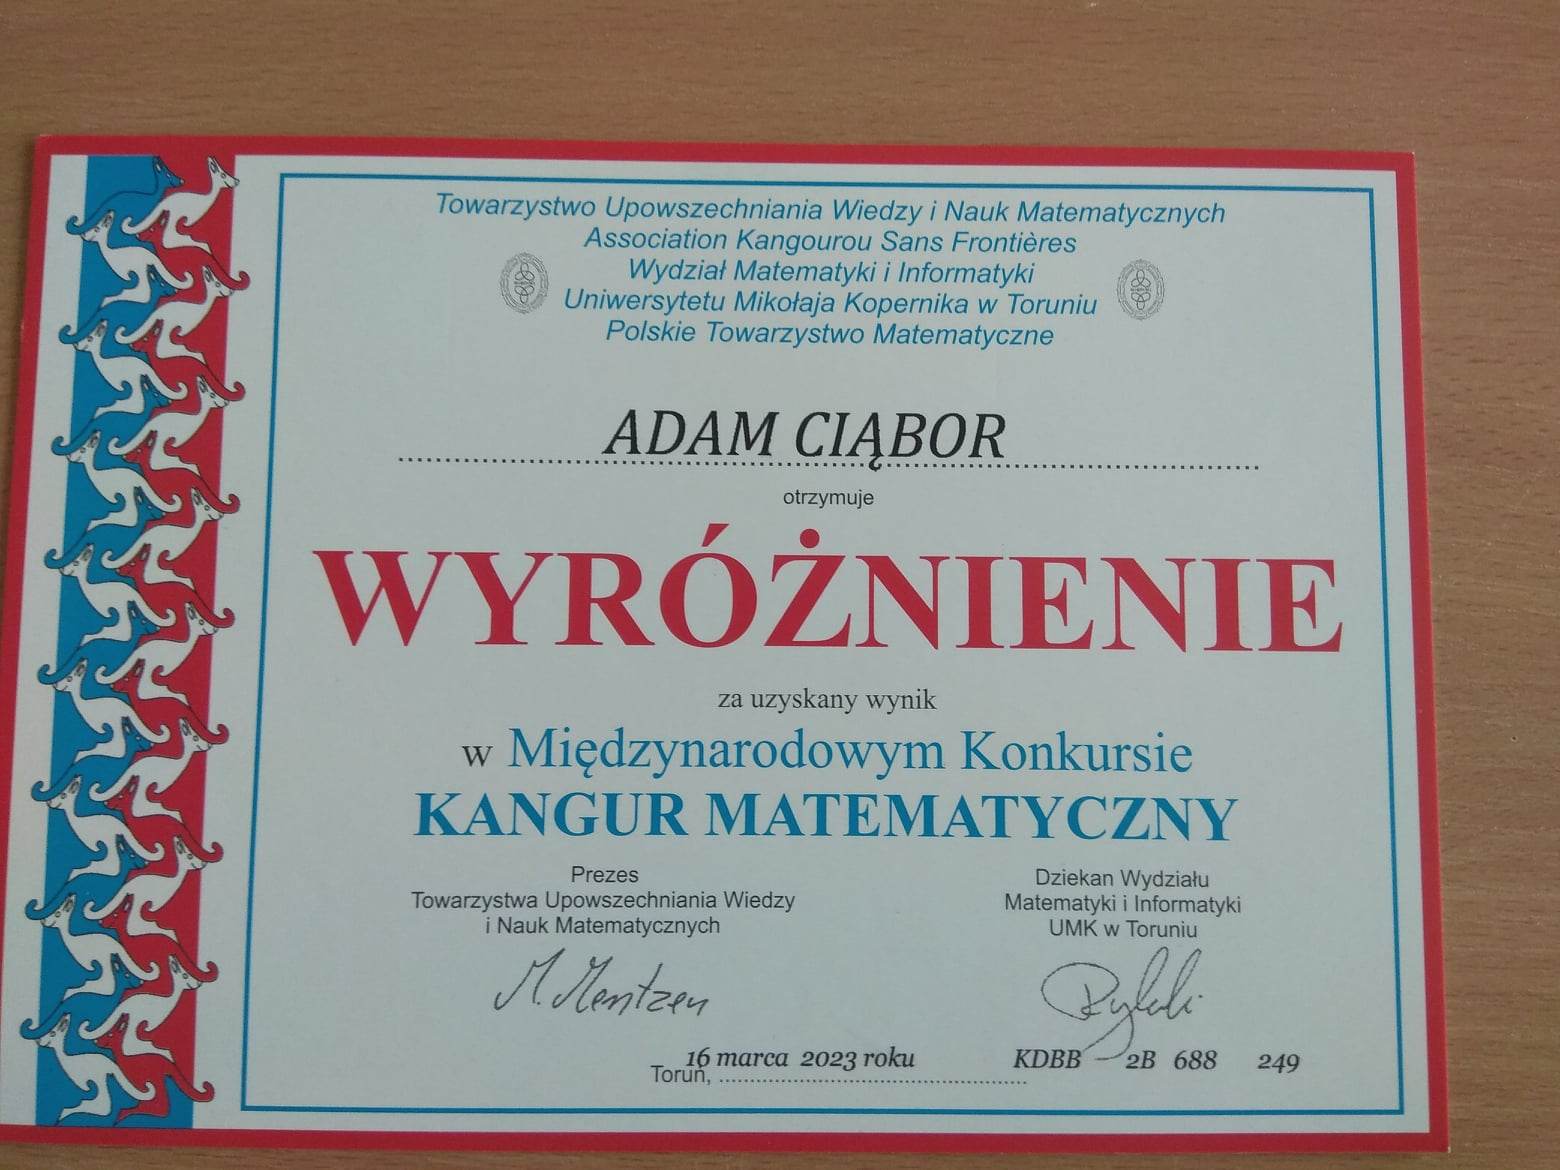 Towarzystwo Upowszechniania Wiedzy i Nauk Matematycznych
Association Kangourou Sans Frontières
Wydział Matematyki i Informatyki
Uniwersytetu Mikołaja Kopernika w Toruniu
Polskie Towarzystwo Matematyczne
ADAM CIĄBOR
otrzymuje
WYRÓŻNIENIE
za uzyskany wynik
w Międzynarodowym Konkursie
KANGUR MATEMATYCZNY
Prezes
Towarzystwa Upowszechniania Wiedzy
i Nauk Matematycznych
M. Mentzen
Dziekan Wydziału
Matematyki i Informatyki
UMK w Toruniu
Toruń, 16 marca 2023 roku
KDBB 2B 688 249